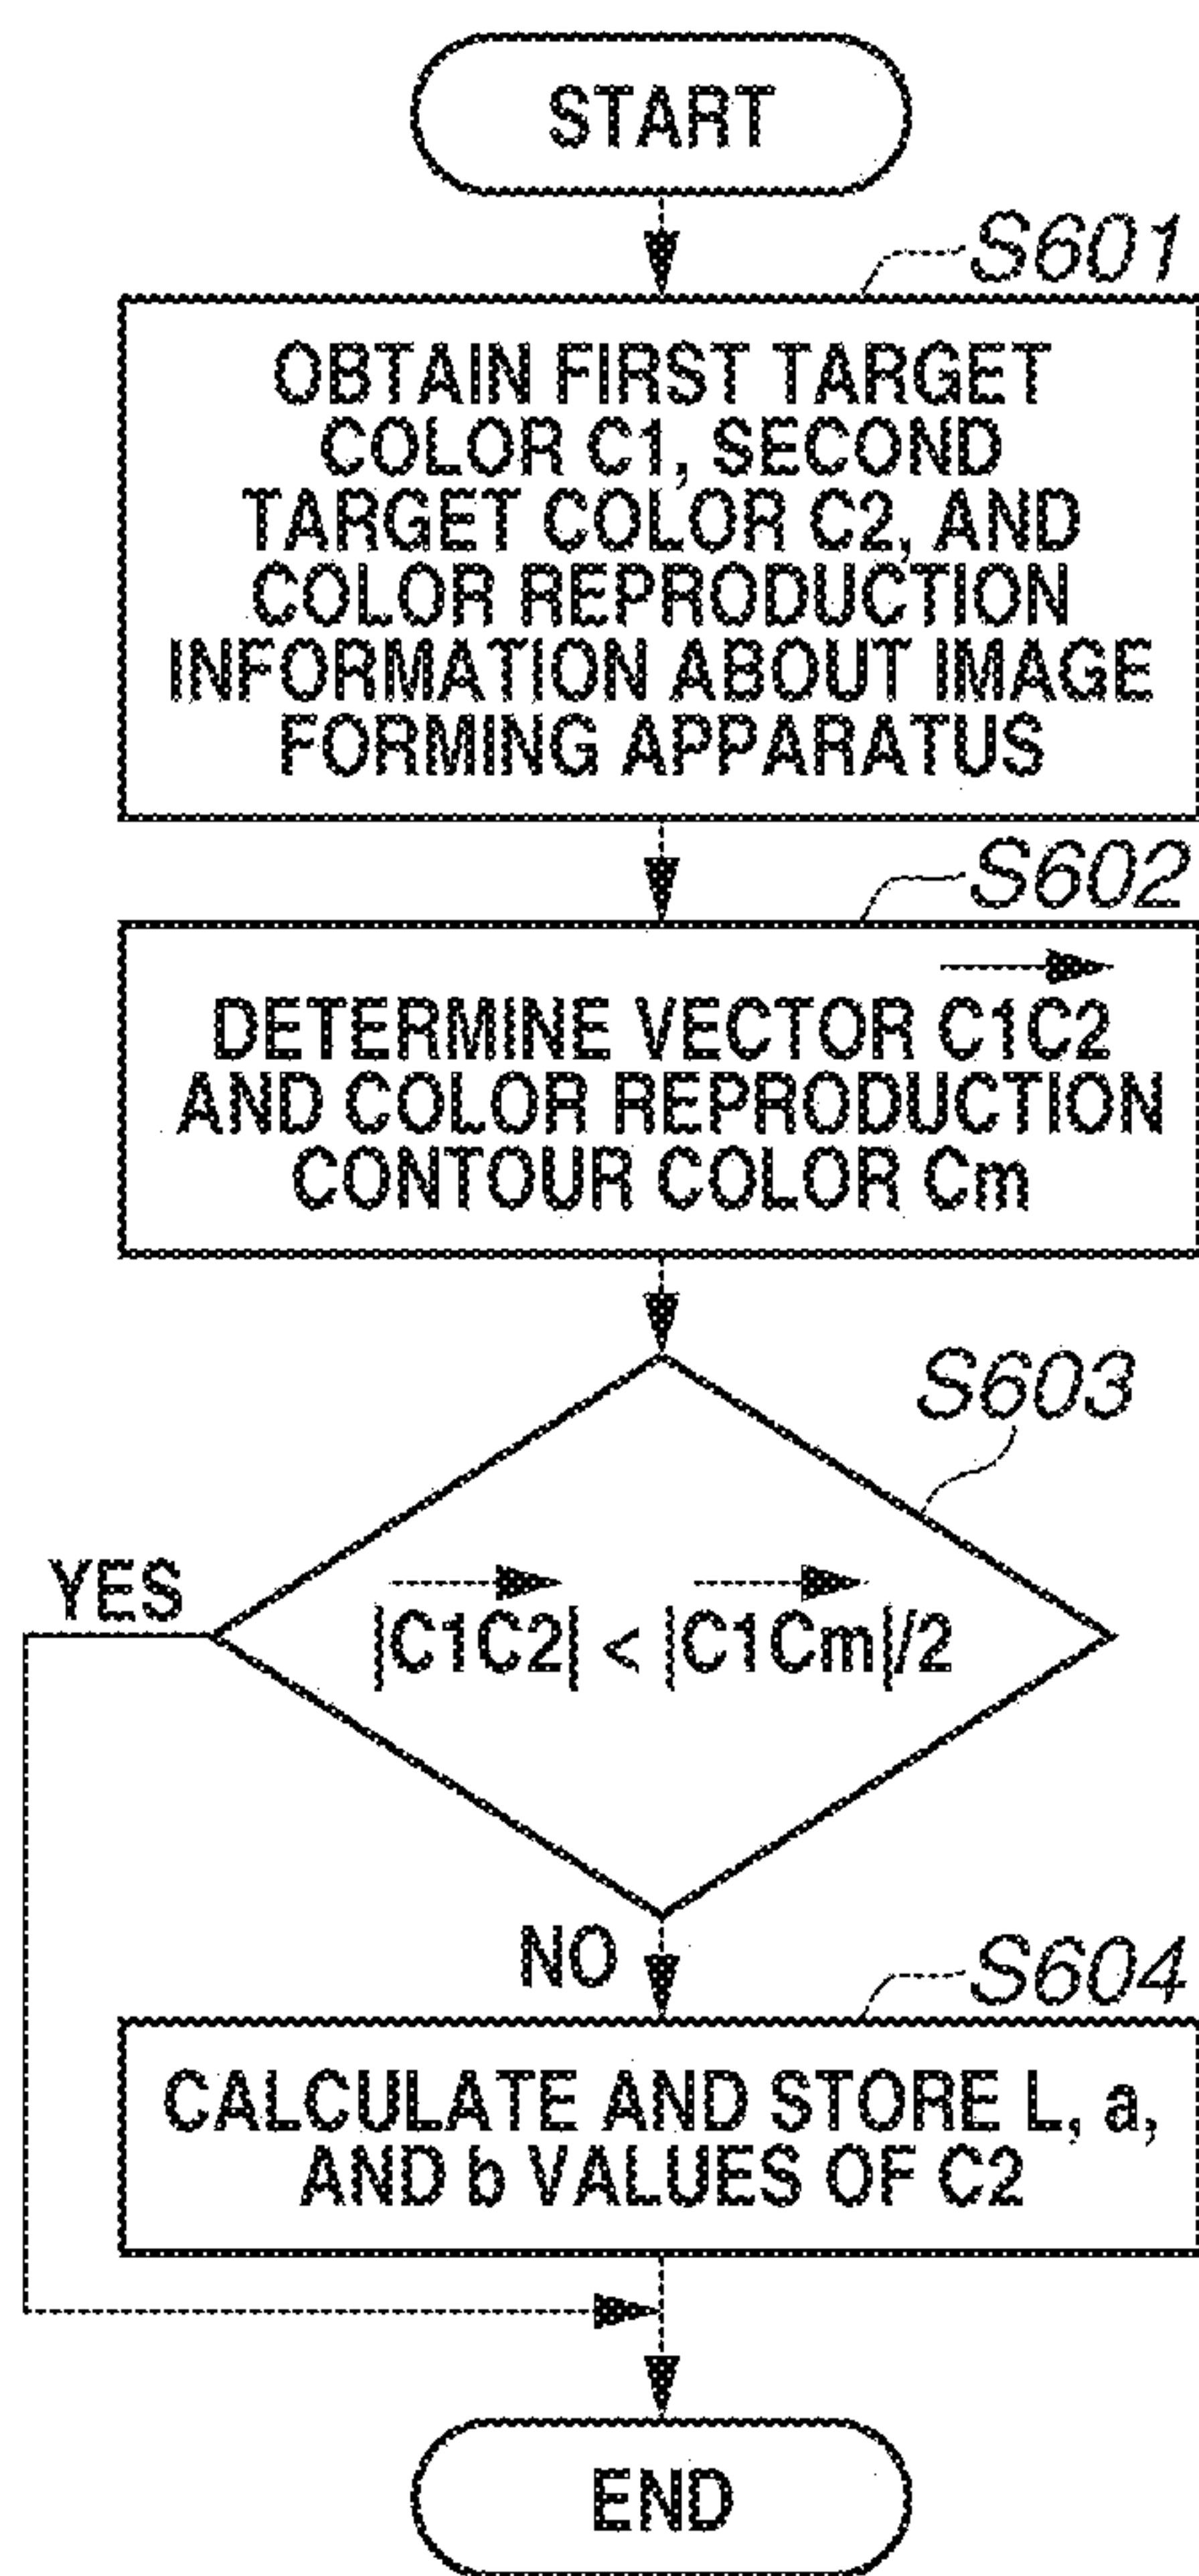 START
S601
OBTAIN FIRST TARGET
COLOR C1, SECOND
TARGET COLOR C2, AND
COLOR REPRODUCTION
INFORMATION ABOUT IMAGE
FORMING APPARATUS
S602
DETERMINE VECTOR C1C2
AND COLOR REPRODUCTION
CONTOUR COLOR Cm
S603
YES
|C1C2| < |C1Cm|/2
NO
S604
CALCULATE AND STORE L, a,
AND b VALUES OF C2
END